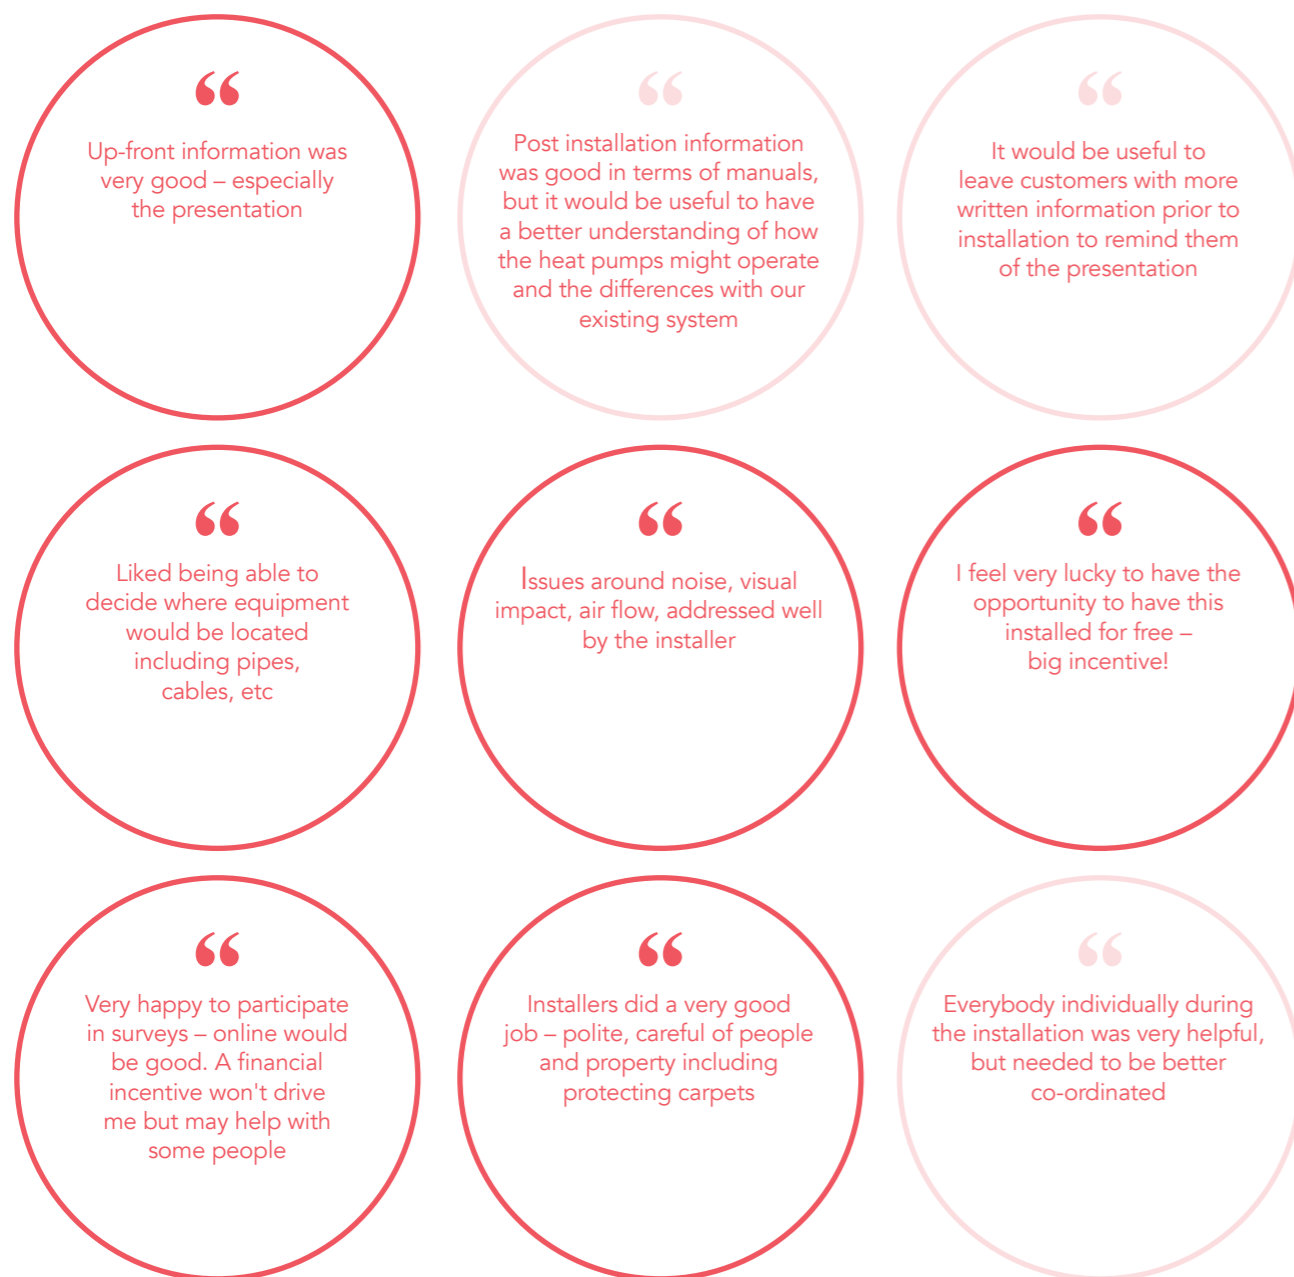 “
Up-front information was
very good – especially
the presentation
“
Post installation information
was good in terms of manuals,
but it would be useful to have
a better understanding of how
the heat pumps might operate
and the differences with our
existing system
“
It would be useful to
leave customers with more
written information prior to
installation to remind them
of the presentation
“
Liked being able to
decide where equipment
would be located
including pipes,
cables, etc
“
Issues around noise, visual
impact, air flow, addressed well
by the installer
“
I feel very lucky to have the
opportunity to have this
installed for free –
big incentive!
“
Very happy to participate
in surveys – online would
be good. A financial
incentive won't drive
me but may help with
some people
“
Installers did a very good
job – polite, careful of people
and property including
protecting carpets
“
Everybody individually during
the installation was very helpful,
but needed to be better
co-ordinated